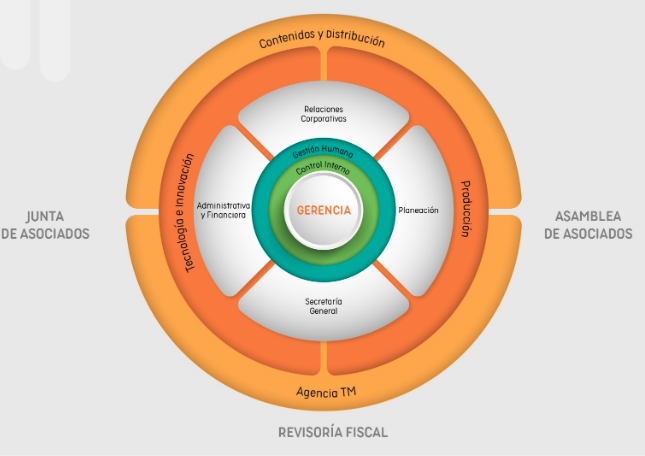 Contenidos y Distribución
Relaciones
Corporativas
Gestión Humana
Control Interno
Tecnología e Innovación
Administrativa
y Financiera
GERENCIA
Planeación
Producción
JUNTA
DE ASOCIADOS
ASAMBLEA
DE ASOCIADOS
Secretaría
General
Agencia TM
REVISORÍA FISCAL